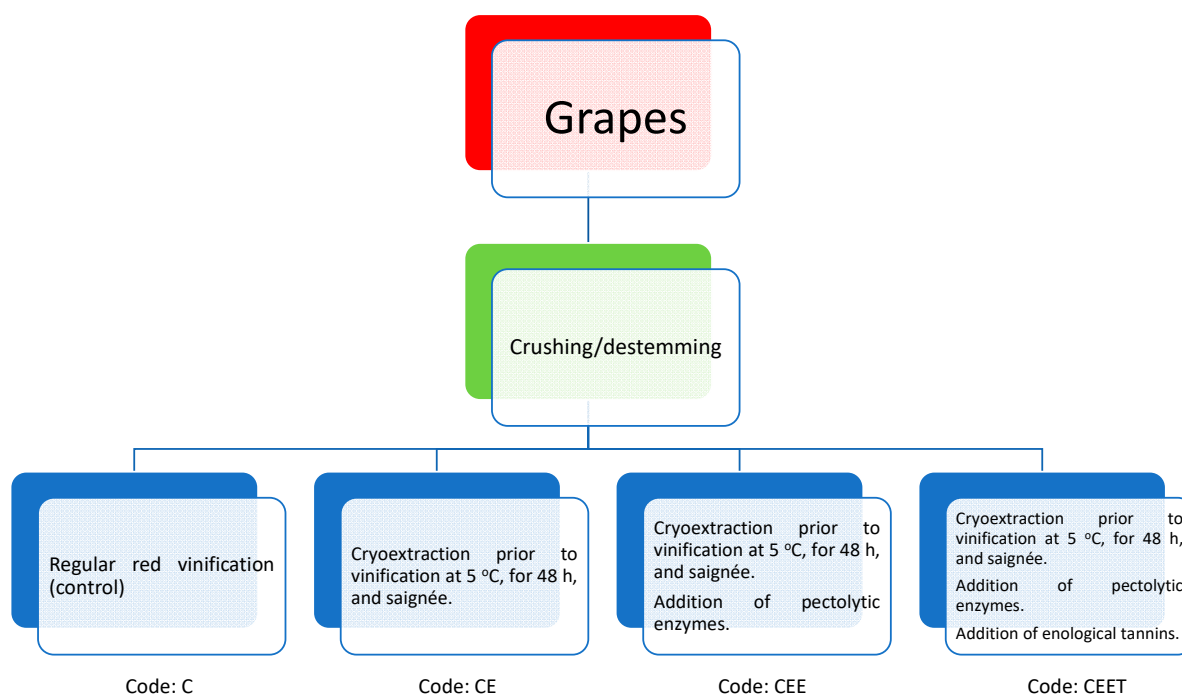 Grapes
Crushing/destemming
Regular red vinification
(control)
Cryoextraction prior to
vinification at 5 °C, for 48 h,
and saignée.
Cryoextraction prior to
vinification at 5 °C, for 48 h,
and saignée.
Addition of pectolytic
enzymes.
Cryoextraction prior to
vinification at 5 °C, for 48 h,
and saignée.
Addition of pectolytic
enzymes.
Addition of enological tannins.
Code: C
Code: CE
Code: CEE
Code: CEET